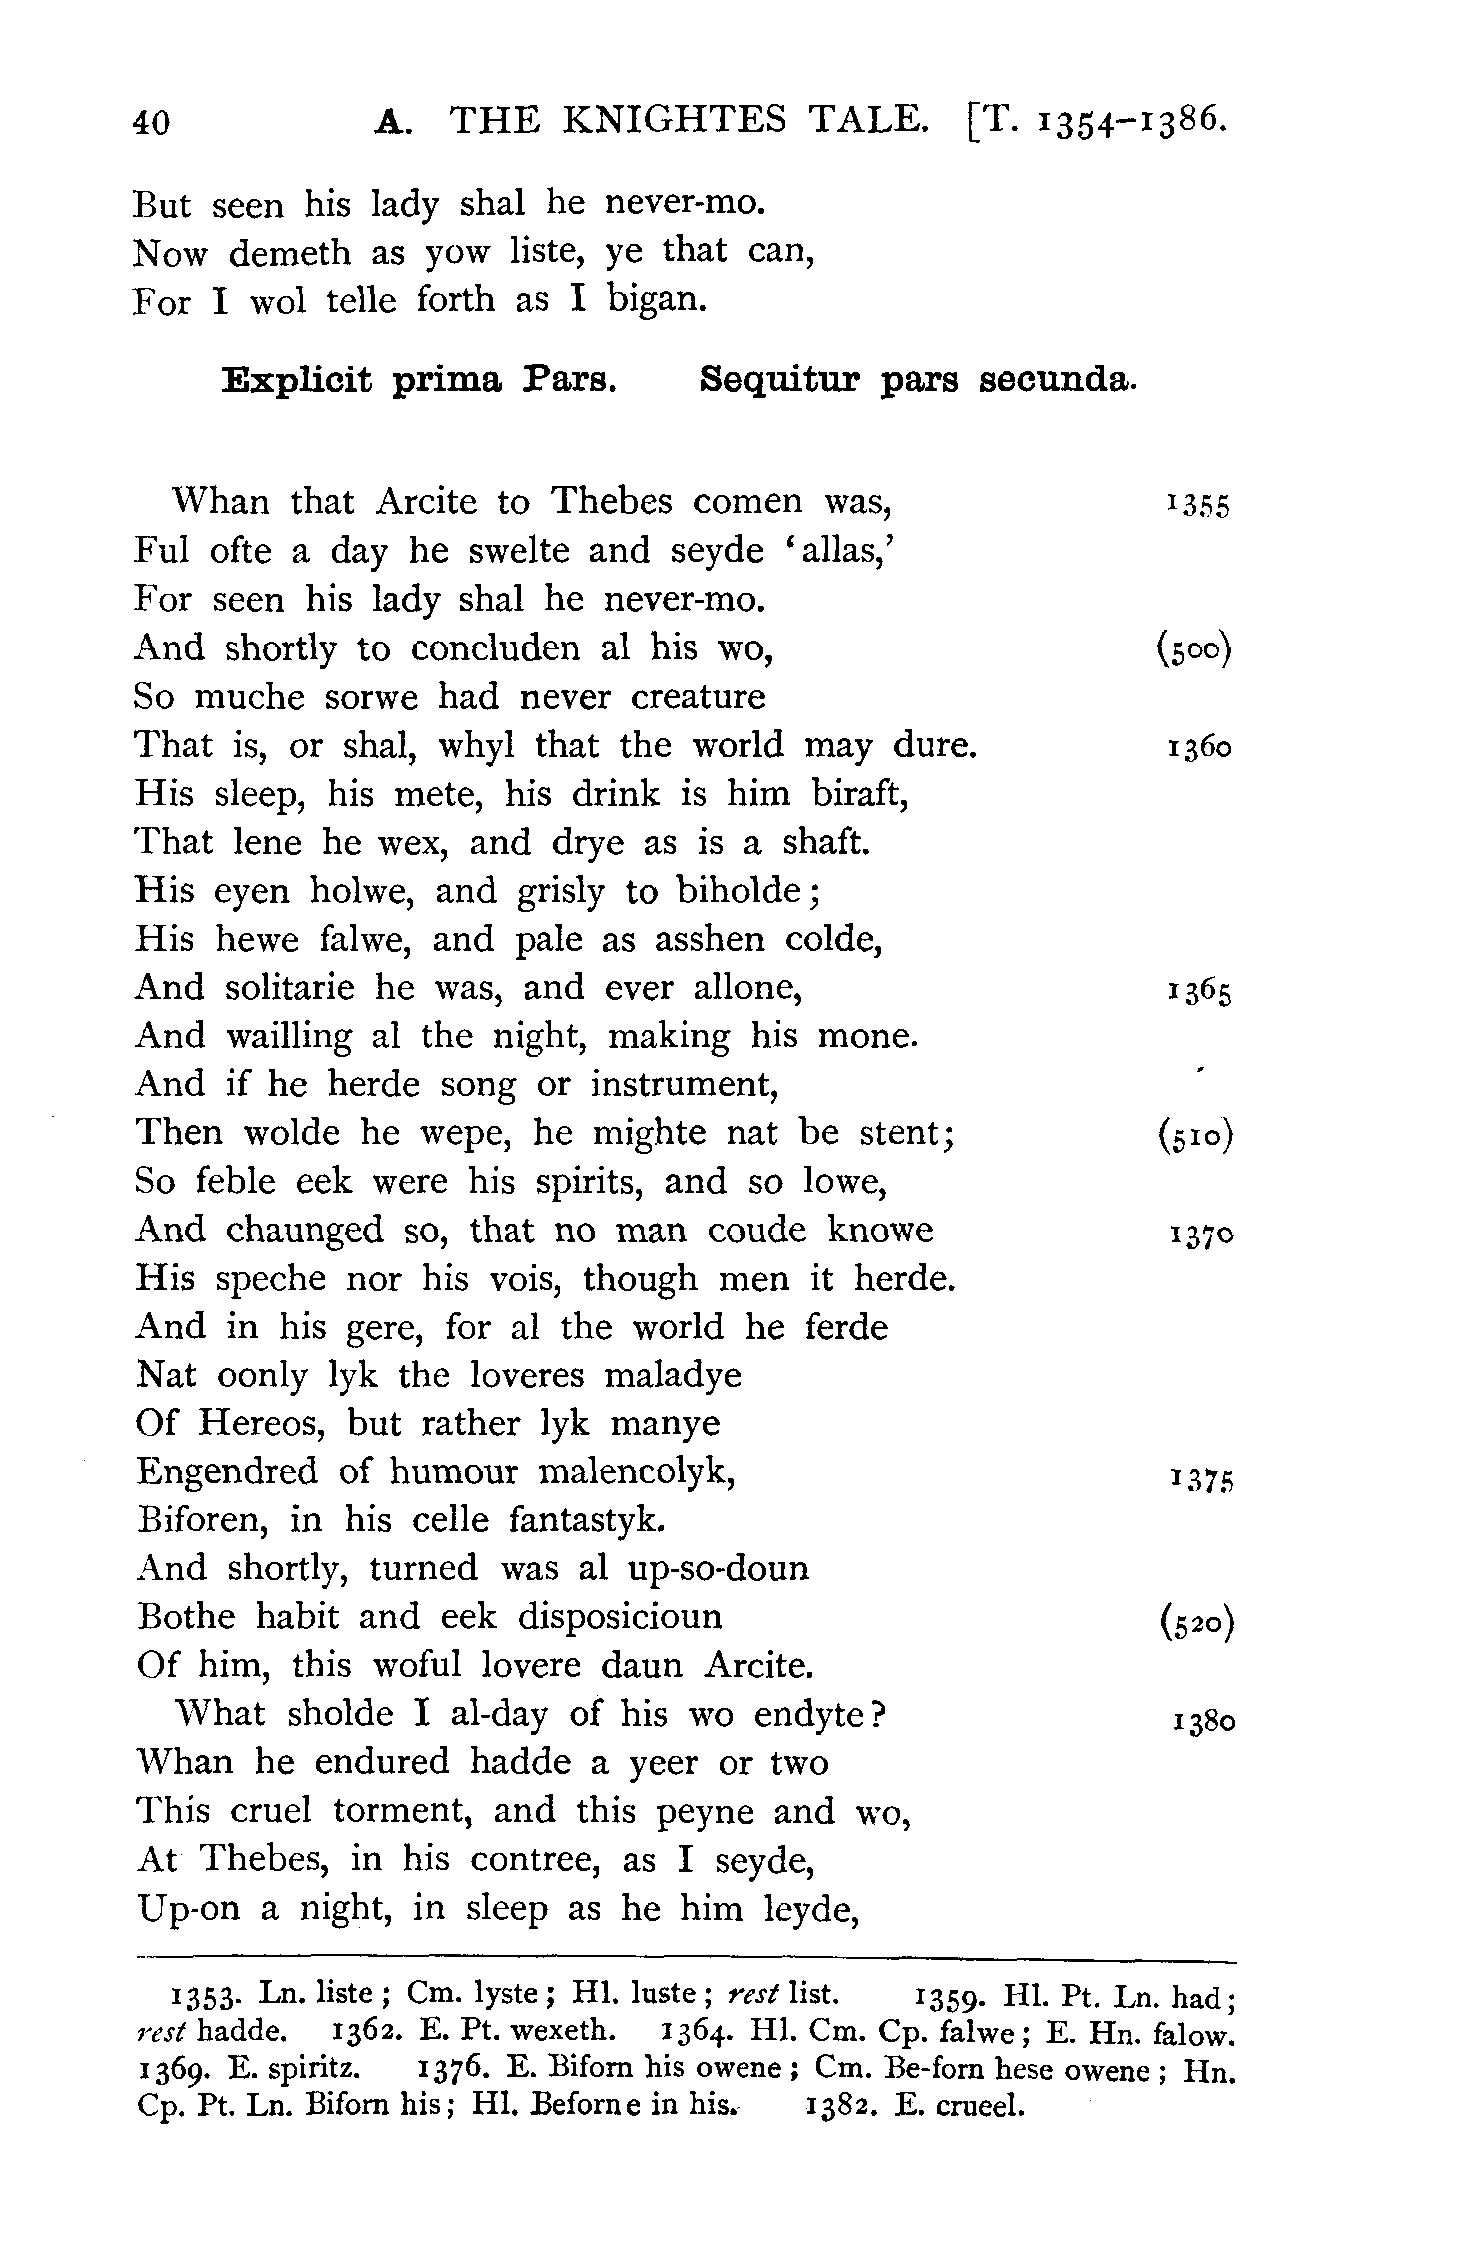 40 A. THE KNIGHTES TALE. [T. 1354–1386.
But seen his lady shal he never-mo.
Now demeth as yow liste, ye that can,
For I wol telle forth as I bigan.
Explicit prima Pars. Sequitur pars secunda.
Whan that Arcite to Thebes comen was, 1355
Ful ofte a day he swelte and seyde ‘allas,’
For seen his lady shal he never-mo.
And shortly to concluden al his wo, (500)
So muche sorwe had never creature
That is, or shal, whyl that the world may dure. 1360
His sleep, his mete, his drink is him biraft,
That lene he wex, and drye as is a shaft.
His eyen holwe, and grisly to biholde;
His hewe falwe, and pale as asshen colde,
And solitarie he was, and ever allone, 1365
And wailling al the night, making his mone.
And if he herde song or instrument,
Then wolde he wepe, he mighte nat be stent; (510)
So feble eek were his spirits, and so lowe,
And chaunged so, that no man coude knowe 1370
His speche nor his vois, though men it herde.
And in his gere, for al the world he ferde
Nat oonly lyk the loveres maladye
Of Hereos, but rather lyk manye
Engendred of humour malencolyk, 1375
Biforen, in his celle fantastyk.
And shortly, turned was al up-so-doun
Bothe habit and eek disposicioun (520)
Of him, this woful lovere daun Arcite.
What sholde I al-day of his wo endyte? 1380
Whan he endured hadde a yeer or two
This cruel torment, and this peyne and wo,
At Thebes, in his contree, as I seyde,
Up-on a night, in sleep as he him leyde,
1353. Ln. liste; Cm. lyste; Hl. luste; rest list. 1359. Hl. Pt. Ln. had;
rest hadde. 1362. E. Pt. wexeth. 1364. Hl. Cm. Cp. falwe; E. Hn. falow.
1369. E. spiritz. 1376. E. Biforn his owene; Cm. Be-forn hese owene; Hn.
Cp. Pt. Ln. Biforn his; Hl. Beforne in his. 1382. E. crueel.